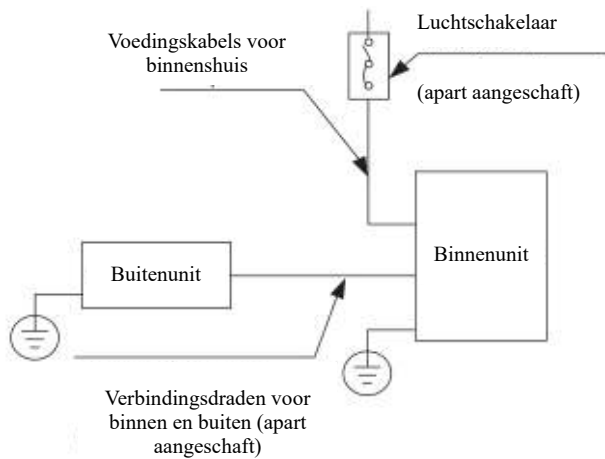 Luchtschakelaar
(apart aangeschaft)
Voedingskabels voor
binnenshuis
Binnenunit
Buitenunit
Verbindingsdraden voor
binnen en buiten (apart
aangeschaft)